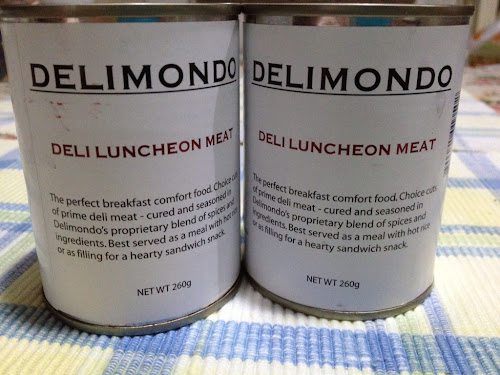 DELIMONDO
DELI LUNCHEON MEAT
The perfect breakfast comfort food. Choice cuts
of prime deli meat - cured and seasoned in
Delimondo's proprietary blend of spices and
ingredients. Best served as a meal with hot rice
or as filling for a hearty sandwich snack.
NET WT 260g
DELIMONDO
DELI LUNCHEON MEAT
The perfect breakfast comfort food. Choice cuts
of prime deli meat - cured and seasoned in
Delimondo's proprietary blend of spices and
ingredients. Best served as a meal with hot rice
or as filling for a hearty sandwich snack.
NET WT 260g